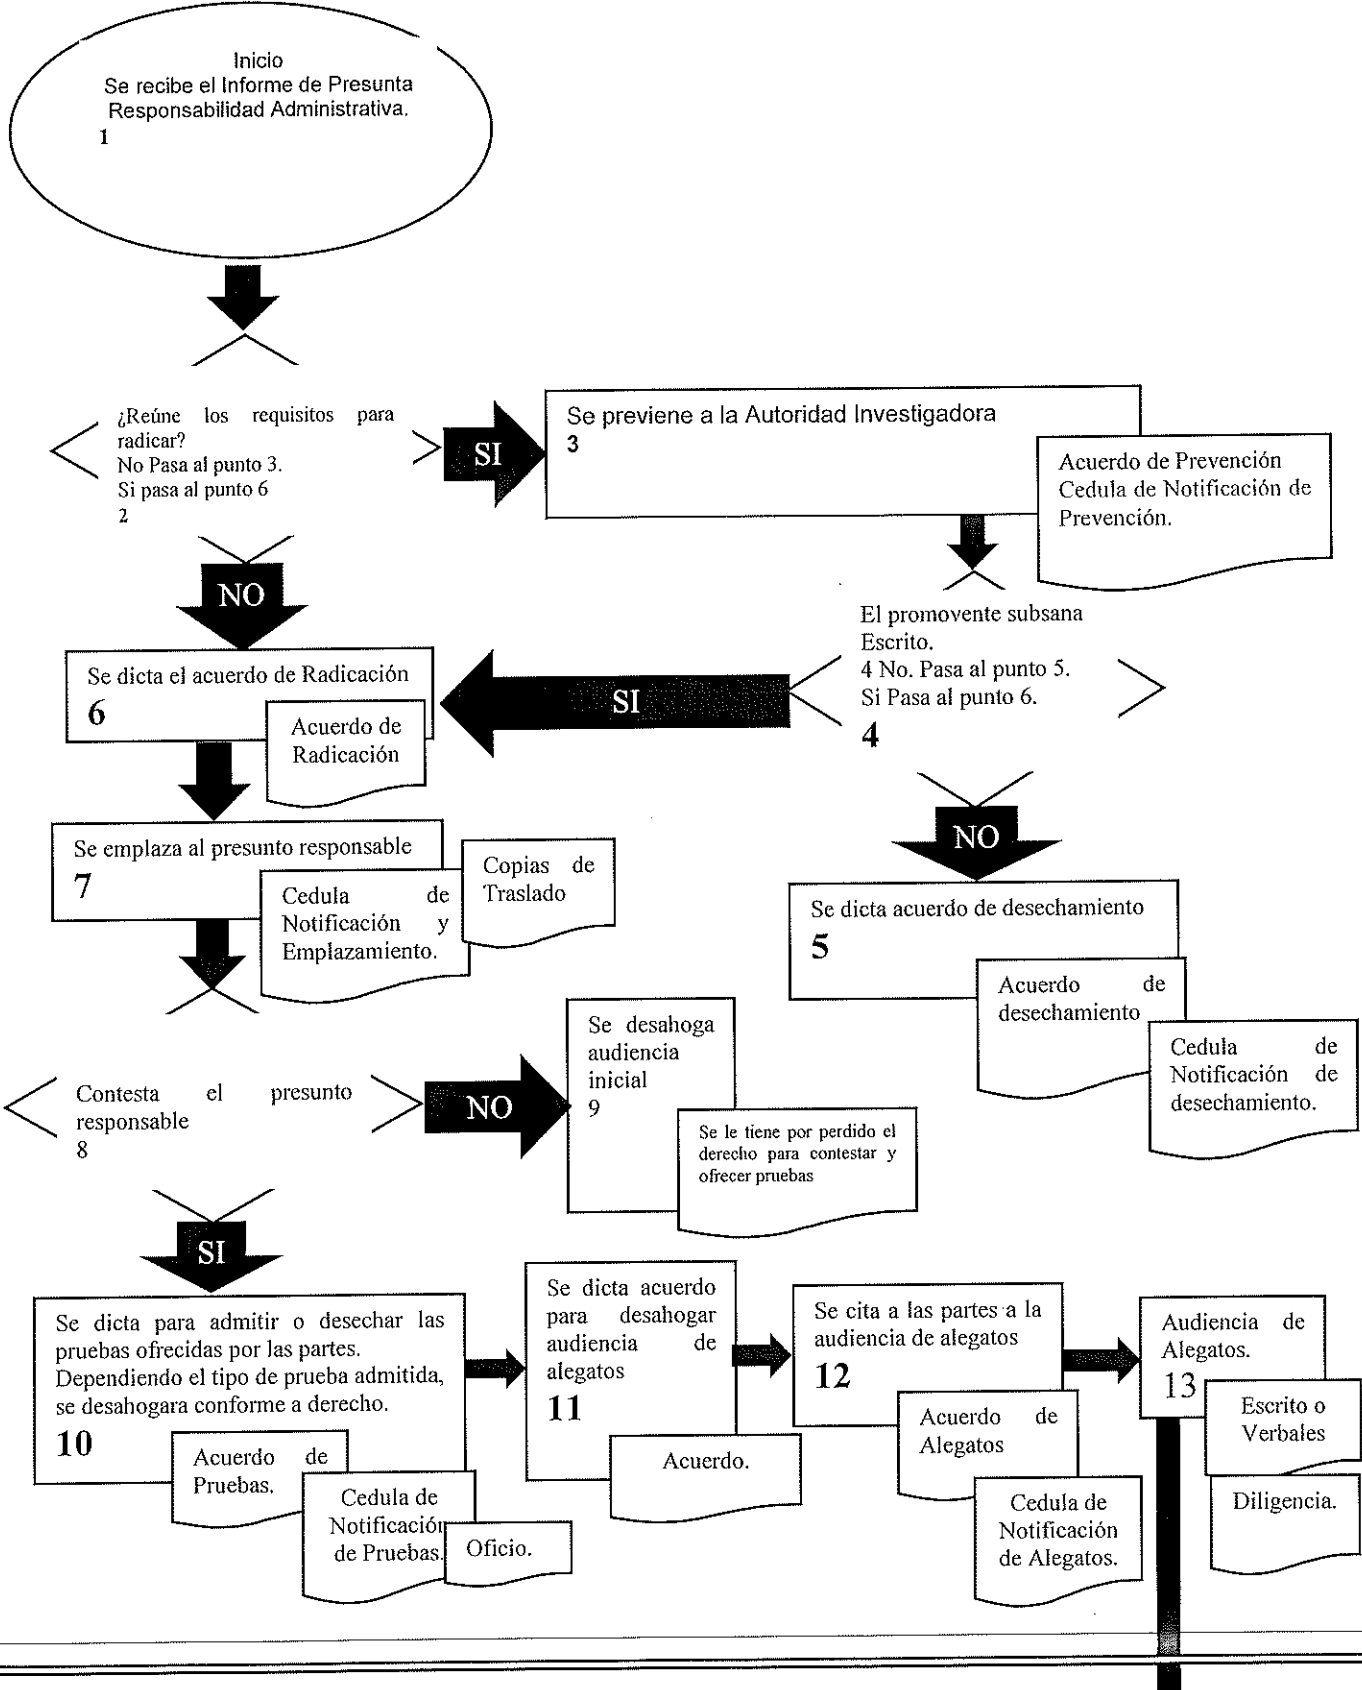 Inicio
Se recibe el Informe de Presunta
Responsabilidad Administrativa.
1
¿Reúne los requisitos para
radicar?
No Pasa al punto 3.
Si pasa al punto 6
2
SI
Se previene a la Autoridad Investigadora
3
Acuerdo de Prevención
Cedula de Notificación de
Prevención.
NO
El promovente subsana
Escrito.
4 No. Pasa al punto 5.
Si Pasa al punto 6.
4
SI
Se dicta el acuerdo de Radicación
6
Acuerdo de
Radicación
NO
Se emplaza al presunto responsable
7
Cedula de
Notificación y
Emplazamiento.
Copias de
Traslado
Se dicta acuerdo de desechamiento
5
Acuerdo de
desechamiento
Cedula de
Notificación de
desechamiento.
Contesta el presunto
responsable
8
NO
Se desahoga
audiencia
inicial
9
Se le tiene por perdido el
derecho para contestar y
ofrecer pruebas
SI
Se dicta para admitir o desechar las
pruebas ofrecidas por las partes.
Dependiendo el tipo de prueba admitida,
se desahogara conforme a derecho.
10
Acuerdo de
Pruebas.
Cedula de
Notificación
de Pruebas.
Oficio.
Se dicta acuerdo
para desahogar
audiencia de
alegatos
11
Acuerdo.
Se cita a las partes a la
audiencia de alegatos
12
Acuerdo de
Alegatos
Cedula de
Notificación
de Alegatos.
Audiencia de
Alegatos.
13
Escrito o
Verbales
Diligencia.